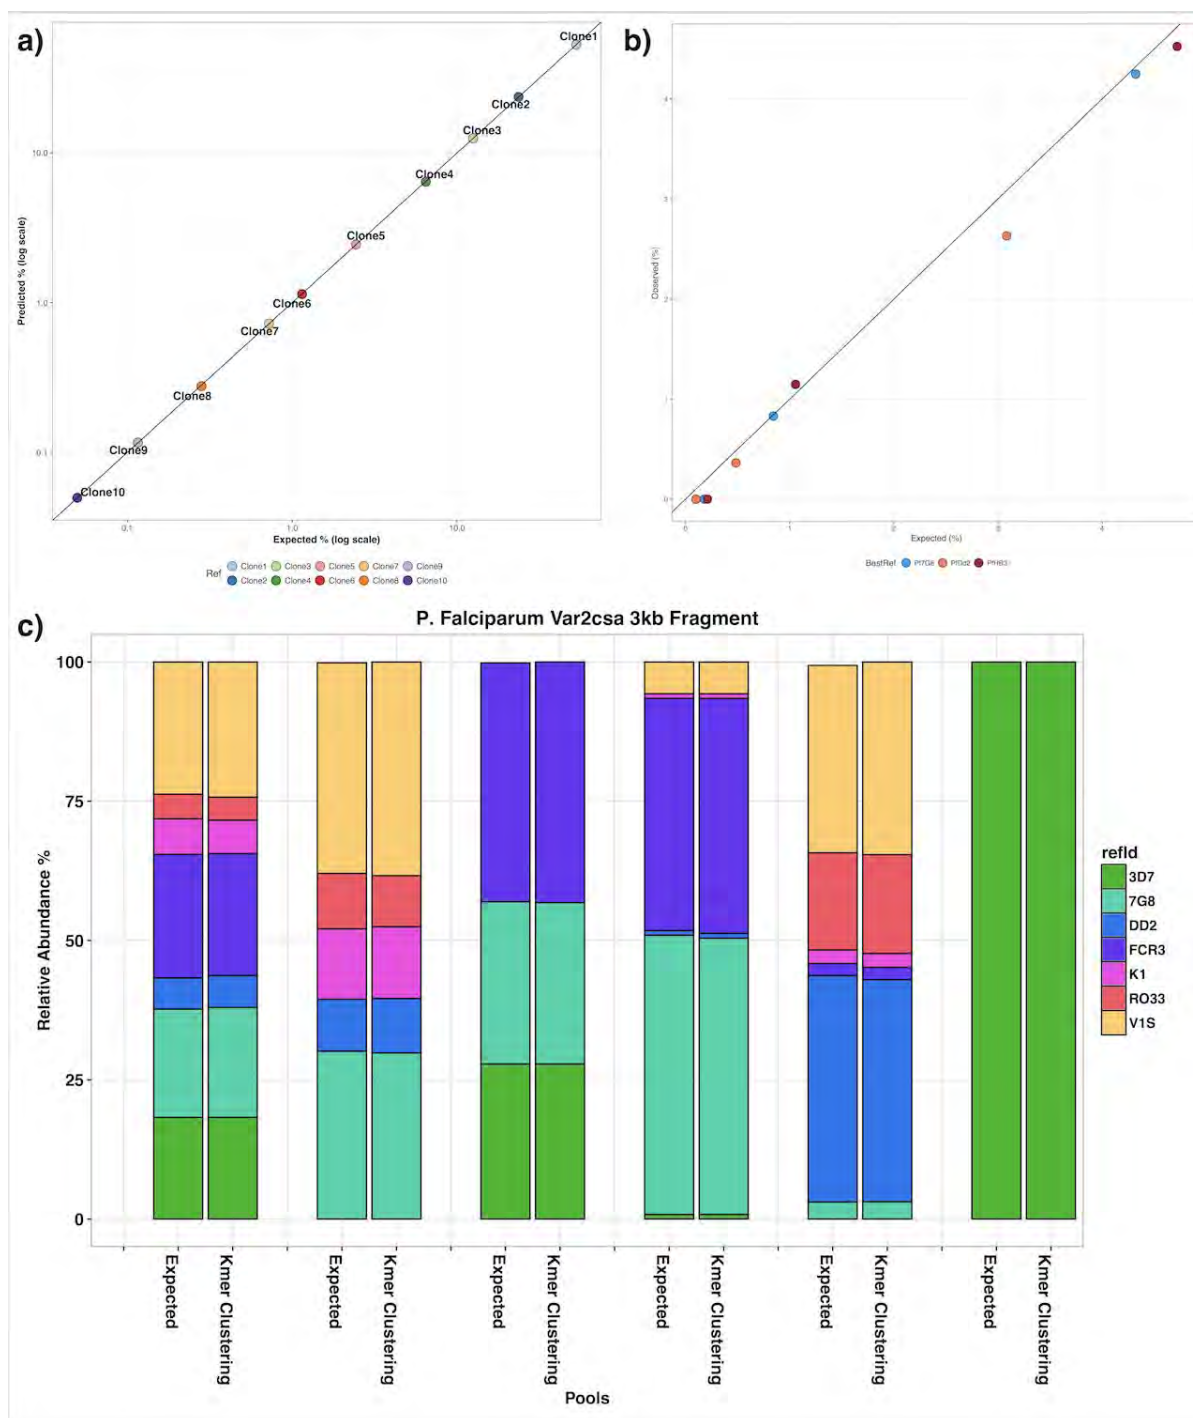 a)
Clone1
Clone2
Clone3
Clone4
Clone5
Clone6
Clone7
Clone8
Clone9
Clone10
10.0
1.0
0.1
Predicted % (log scale)
0.1 1.0 10.0
Expected % (log scale)
Ref Clone1 Clone3 Clone5 Clone7 Clone9
Clone2 Clone4 Clone6 Clone8 Clone10
b)
4
3
2
1
0
Observed (%)
0 1 2 3 4
Expected (%)
BestRef Pf7G8 PfDd2 PfHB3
c)
P. Falciparum Var2csa 3kb Fragment
100
75
50
25
0
Relative Abundance %
Expected
Kmer Clustering
Expected
Kmer Clustering
Expected
Kmer Clustering
Expected
Kmer Clustering
Expected
Kmer Clustering
Expected
Kmer Clustering
Pools
refId
3D7
7G8
DD2
FCR3
K1
RO33
V1S